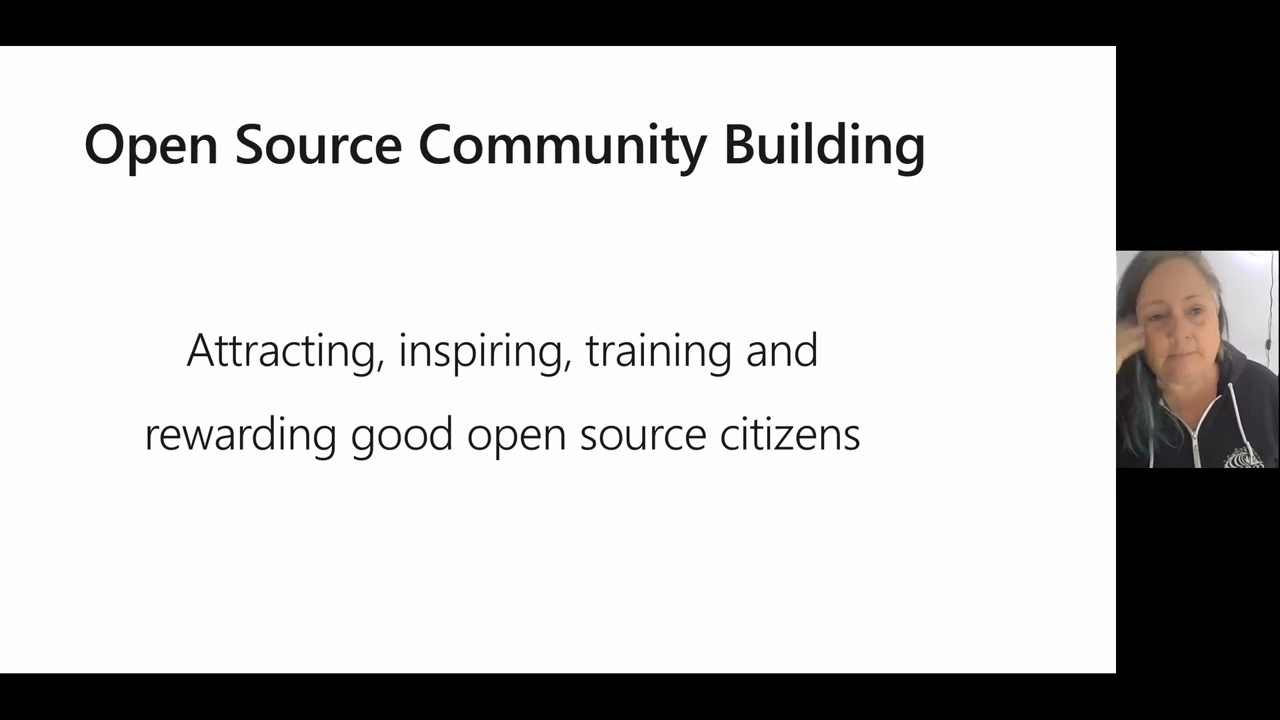 Open Source Community Building
Attracting, inspiring, training and
rewarding good open source citizens